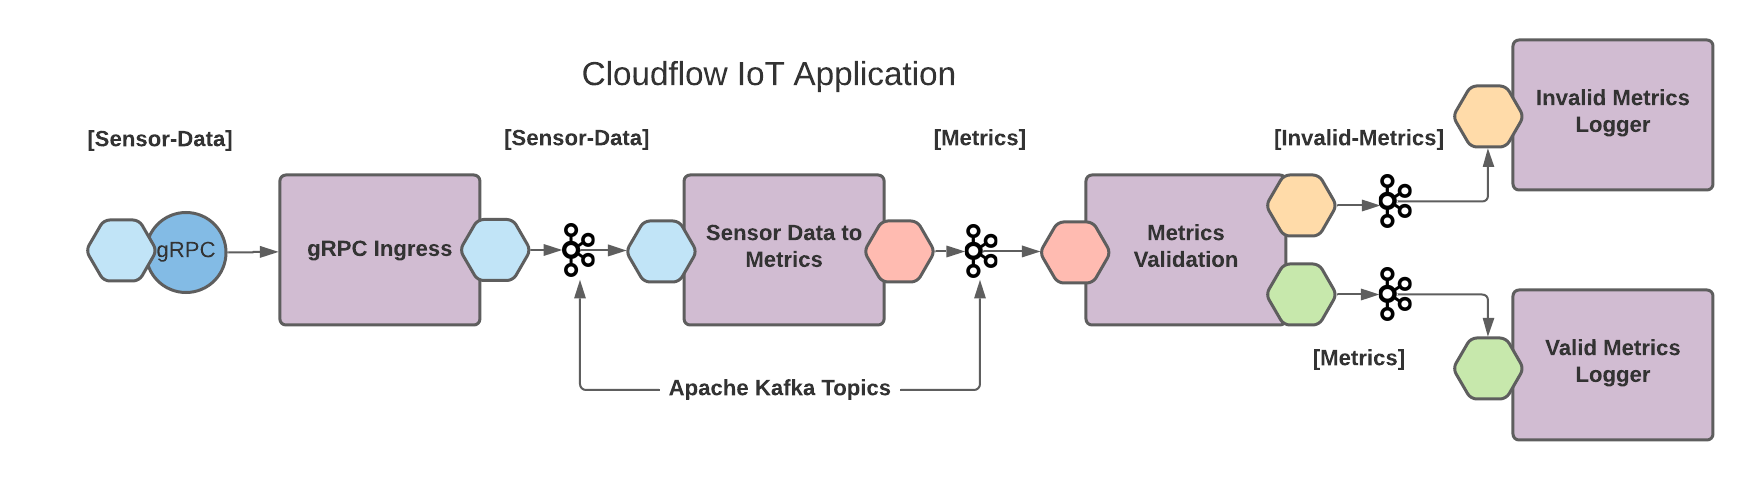 Cloudflow IoT Application
[Sensor-Data]
[Sensor-Data]
[Metrics]
[Invalid-Metrics]
Invalid Metrics
Logger
gRPC
gRPC Ingress
Sensor Data to
Metrics
Metrics
Validation
[Metrics]
Valid Metrics
Logger
Apache Kafka Topics